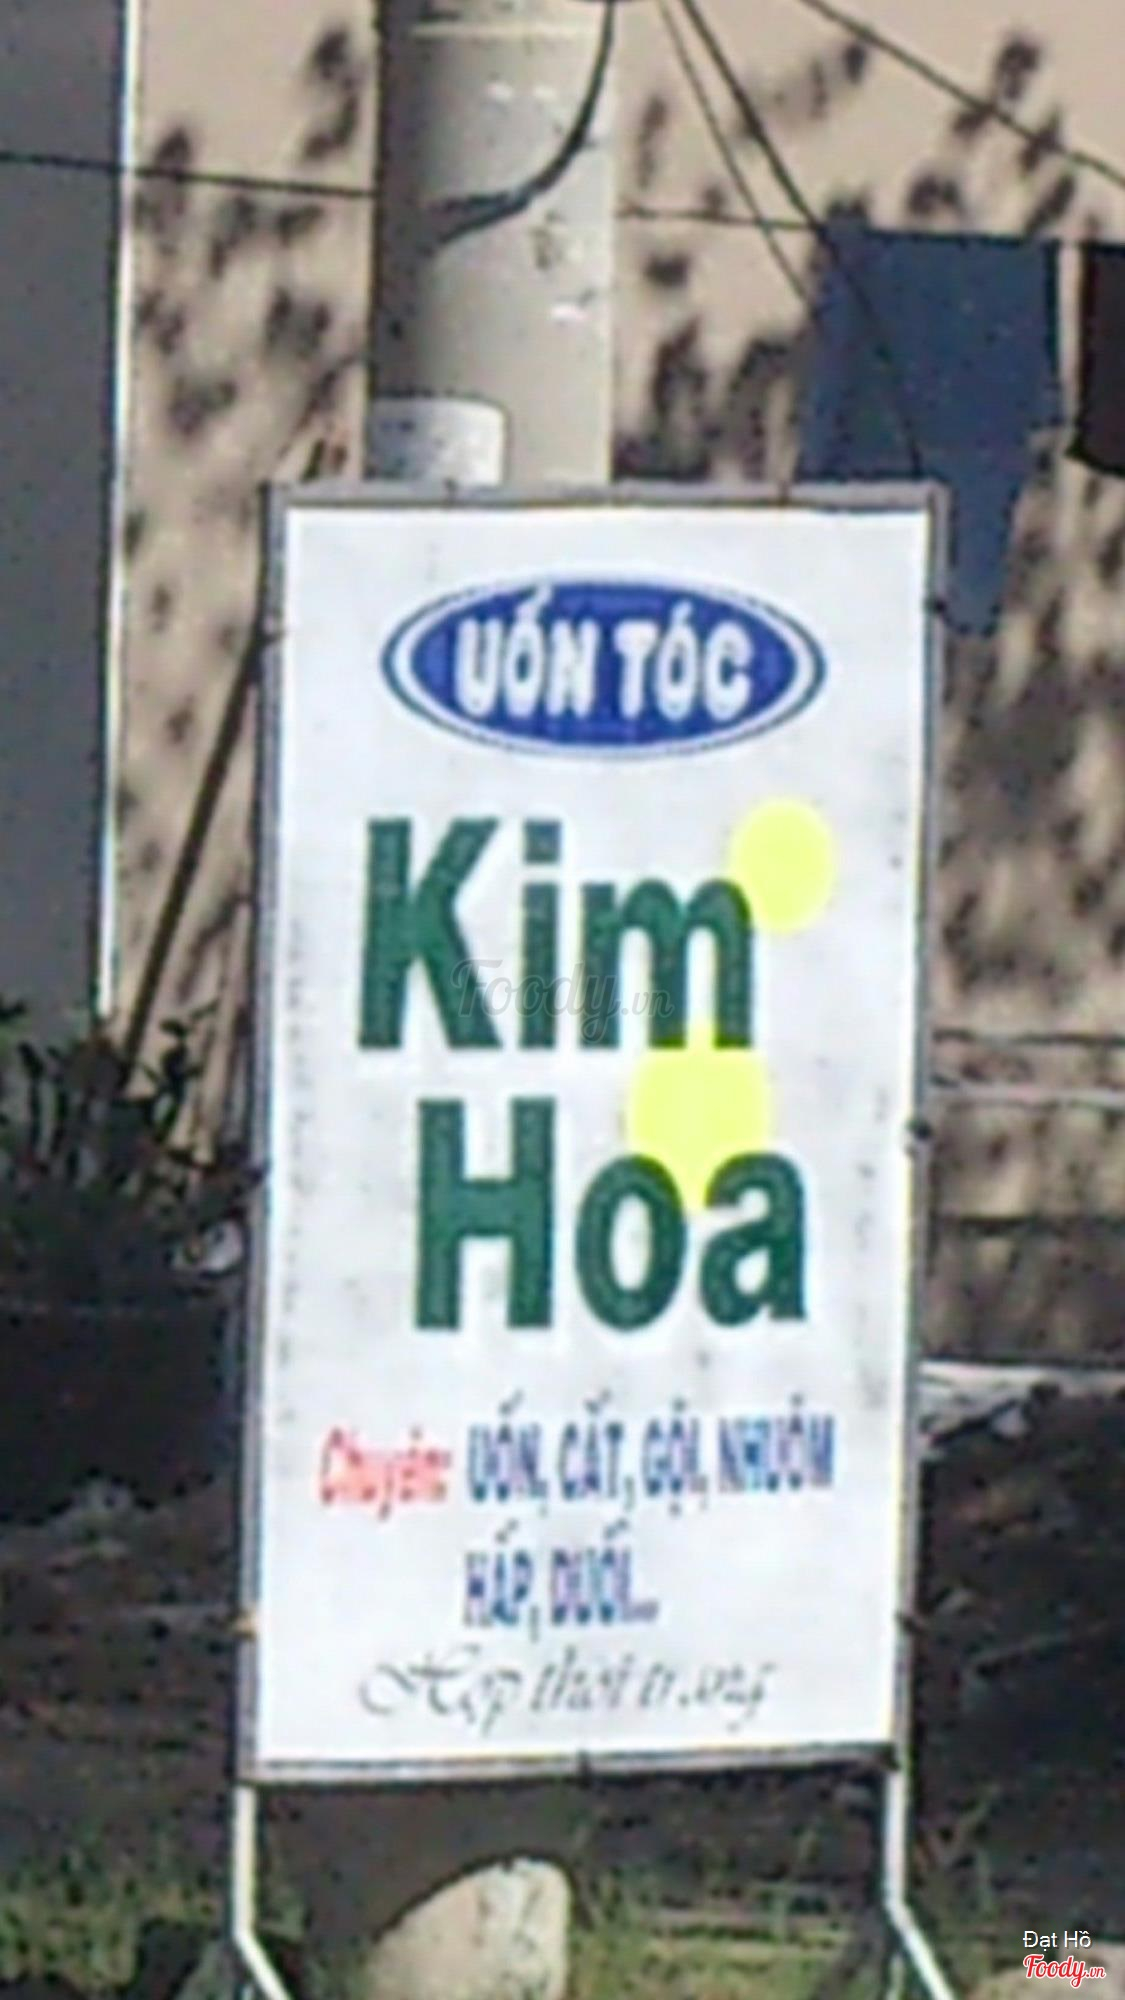 UỐN TÓC
Kim
Hoa
Foody.vn
Chuyên: UỐN, CẮT, GỘI, NHUỘM
HẤP, DUỖI...
Hợp thời trang
Đạt Hồ
Foody.vn